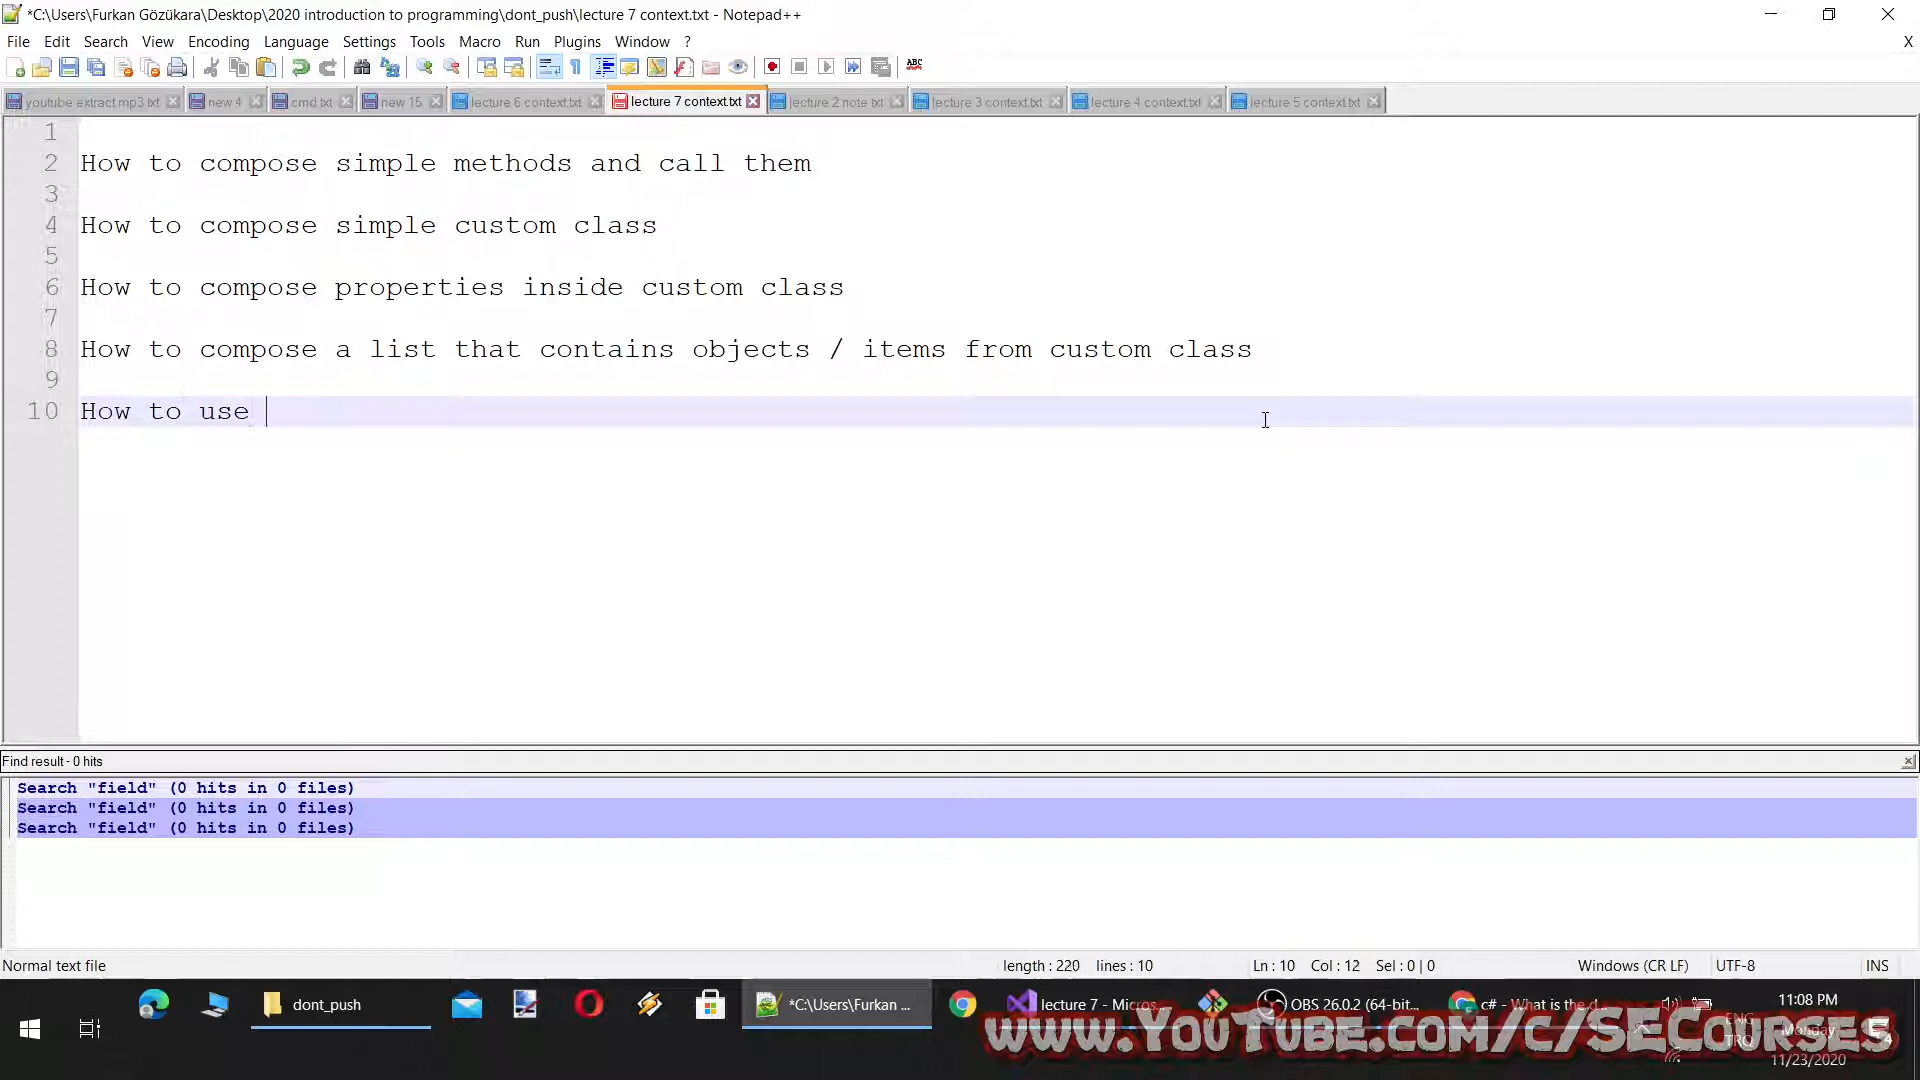 *C:\Users\Furkan Gözükara\Desktop\2020 introduction to programming\dont_push\lecture 7 context.txt - Notepad++
File Edit Search View Encoding Language Settings Tools Macro Run Plugins Window ? X
ABC
youtube extract mp3 txt new 4 cmd txt new 15 lecture 6 context.txt lecture 7 context.txt lecture 2 note txt lecture 3 context.txt lecture 4 context.txt lecture 5 context.txt
1
2 How to compose simple methods and call them
3
4 How to compose simple custom class
5
6 How to compose properties inside custom class
7
8 How to compose a list that contains objects / items from custom class
9
10 How to use
Find result - 0 hits
Search "field" (0 hits in 0 files)
Search "field" (0 hits in 0 files)
Search "field" (0 hits in 0 files)
Normal text file length : 220 lines : 10 Ln : 10 Col : 12 Sel : 0 | 0 Windows (CR LF) UTF-8 INS
dont_push *C:\Users\Furkan ... lecture 7 - Micros... OBS 26.0.2 (64-bit... c# - What is the d... 11:08 PM
www.YouTube.com/c/SECourses
ENG Monday
TRQ 11/23/2020